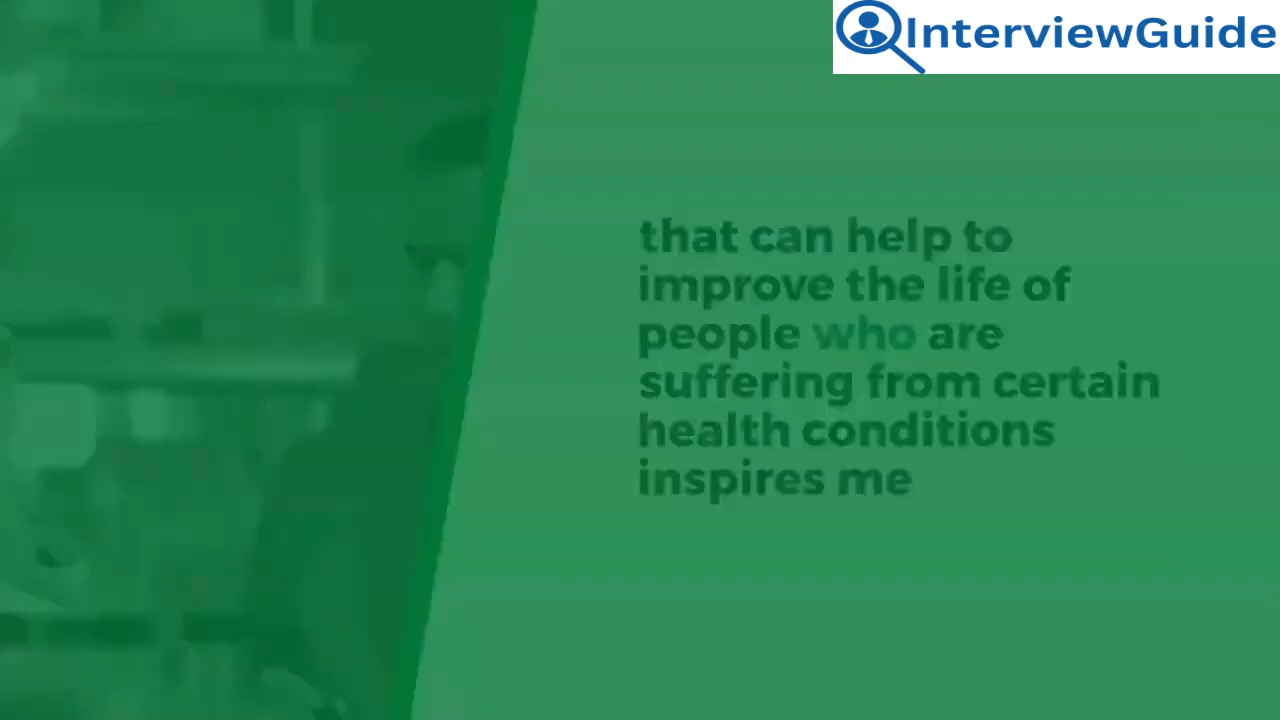 InterviewGuide
that can help to
improve the life of
people who are
suffering from certain
health conditions
inspires me